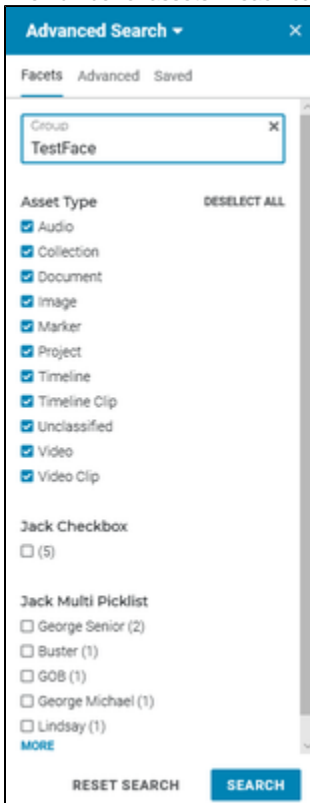 Advanced Search
Facets Advanced Saved
Group
TestFace
Asset Type DESELECT ALL
Audio
Collection
Document
Image
Marker
Project
Timeline
Timeline Clip
Unclassified
Video
Video Clip
Jack Checkbox
(5)
Jack Multi Picklist
George Senior (2)
Buster (1)
GOB (1)
George Michael (1)
Lindsay (1)
MORE
RESET SEARCH SEARCH